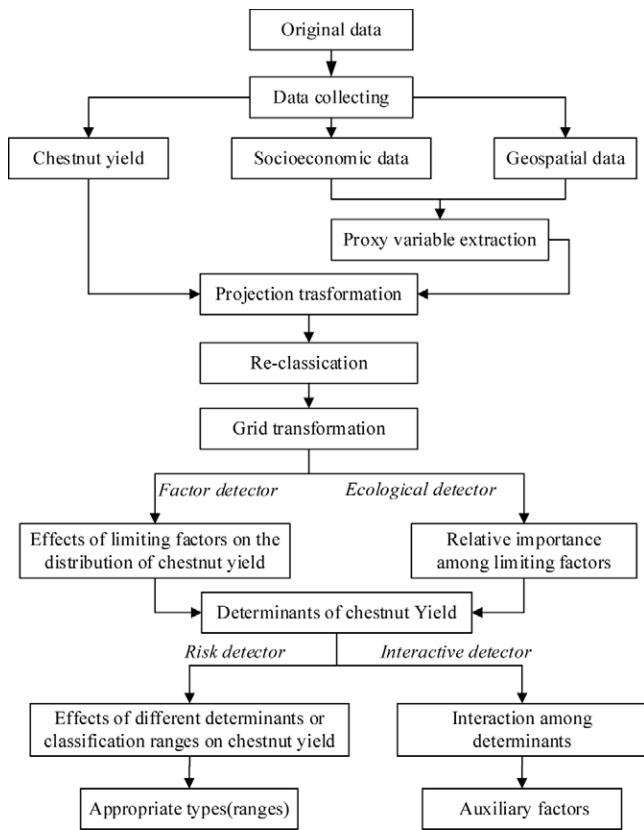 Original data
Data collecting
Chestnut yield
Socioeconomic data
Geospatial data
Proxy variable extraction
Projection trasformation
Re-classication
Grid transformation
Factor detector
Ecological detector
Effects of limiting factors on the
distribution of chestnut yield
Relative importance
among limiting factors
Determinants of chestnut Yield
Risk detector
Interactive detector
Effects of different determinants or
classification ranges on chestnut yield
Interaction among
determinants
Appropriate types(ranges)
Auxiliary factors